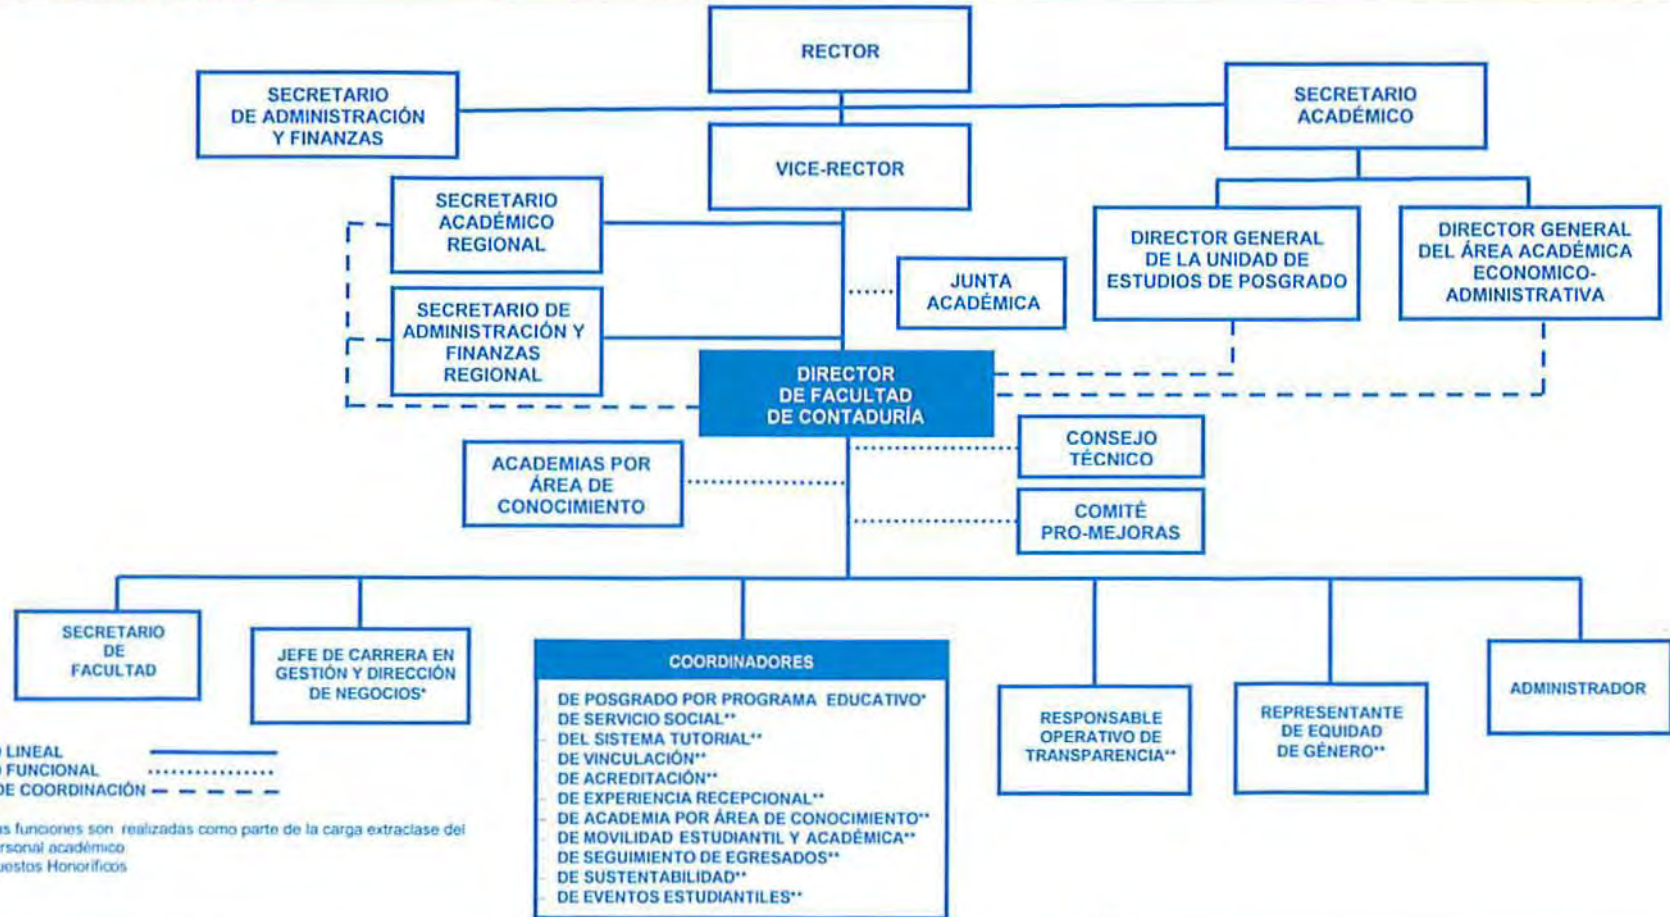 RECTOR
SECRETARIO
DE ADMINISTRACIÓN
Y FINANZAS
SECRETARIO
ACADÉMICO
VICE-RECTOR
SECRETARIO
ACADÉMICO
REGIONAL
DIRECTOR GENERAL
DE LA UNIDAD DE
ESTUDIOS DE POSGRADO
DIRECTOR GENERAL
DEL ÁREA ACADÉMICA
ECONOMICO-
ADMINISTRATIVA
JUNTA
ACADÉMICA
SECRETARIO DE
ADMINISTRACIÓN Y
FINANZAS
REGIONAL
DIRECTOR
DE FACULTAD
DE CONTADURÍA
CONSEJO
TÉCNICO
ACADEMIAS POR
ÁREA DE
CONOCIMIENTO
COMITÉ
PRO-MEJORAS
SECRETARIO
DE
FACULTAD
JEFE DE CARRERA EN
GESTIÓN Y DIRECCIÓN
DE NEGOCIOS*
COORDINADORES
DE POSGRADO POR PROGRAMA EDUCATIVO*
DE SERVICIO SOCIAL**
DEL SISTEMA TUTORIAL**
DE VINCULACIÓN**
DE ACREDITACIÓN**
DE EXPERIENCIA RECEPCIONAL**
DE ACADEMIA POR ÁREA DE CONOCIMIENTO**
DE MOVILIDAD ESTUDIANTIL Y ACADÉMICA**
DE SEGUIMIENTO DE EGRESADOS**
DE SUSTENTABILIDAD**
DE EVENTOS ESTUDIANTILES**
RESPONSABLE
OPERATIVO DE
TRANSPARENCIA**
REPRESENTANTE
DE EQUIDAD
DE GÉNERO**
ADMINISTRADOR
LINEAL
FUNCIONAL
DE COORDINACIÓN
as funciones son realizadas como parte de la carga extraclase del
rsonal académico
uestos Honoríficos